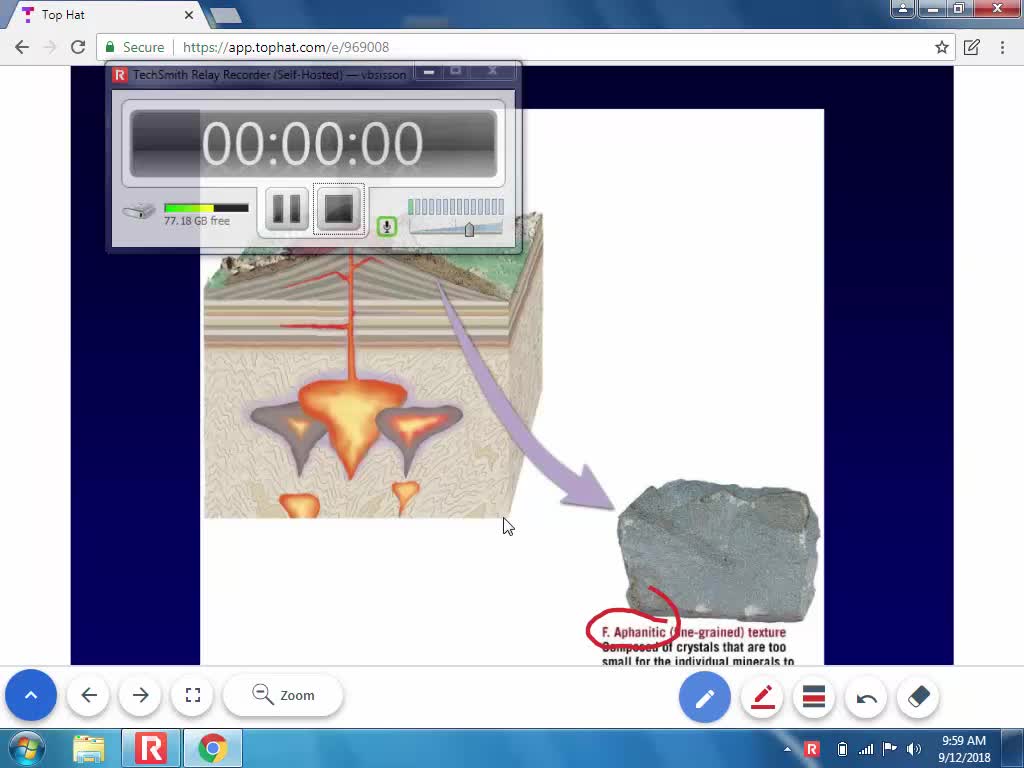 Top Hat
Secure
https://app.tophat.com/e/969008
TechSmith Relay Recorder (Self-Hosted) — vbsisson
00:00:00
77.18 GB free
F. Aphanitic (fine-grained) texture
Composed of crystals that are too
small for the individual minerals to
Zoom
9:59 AM
9/12/2018